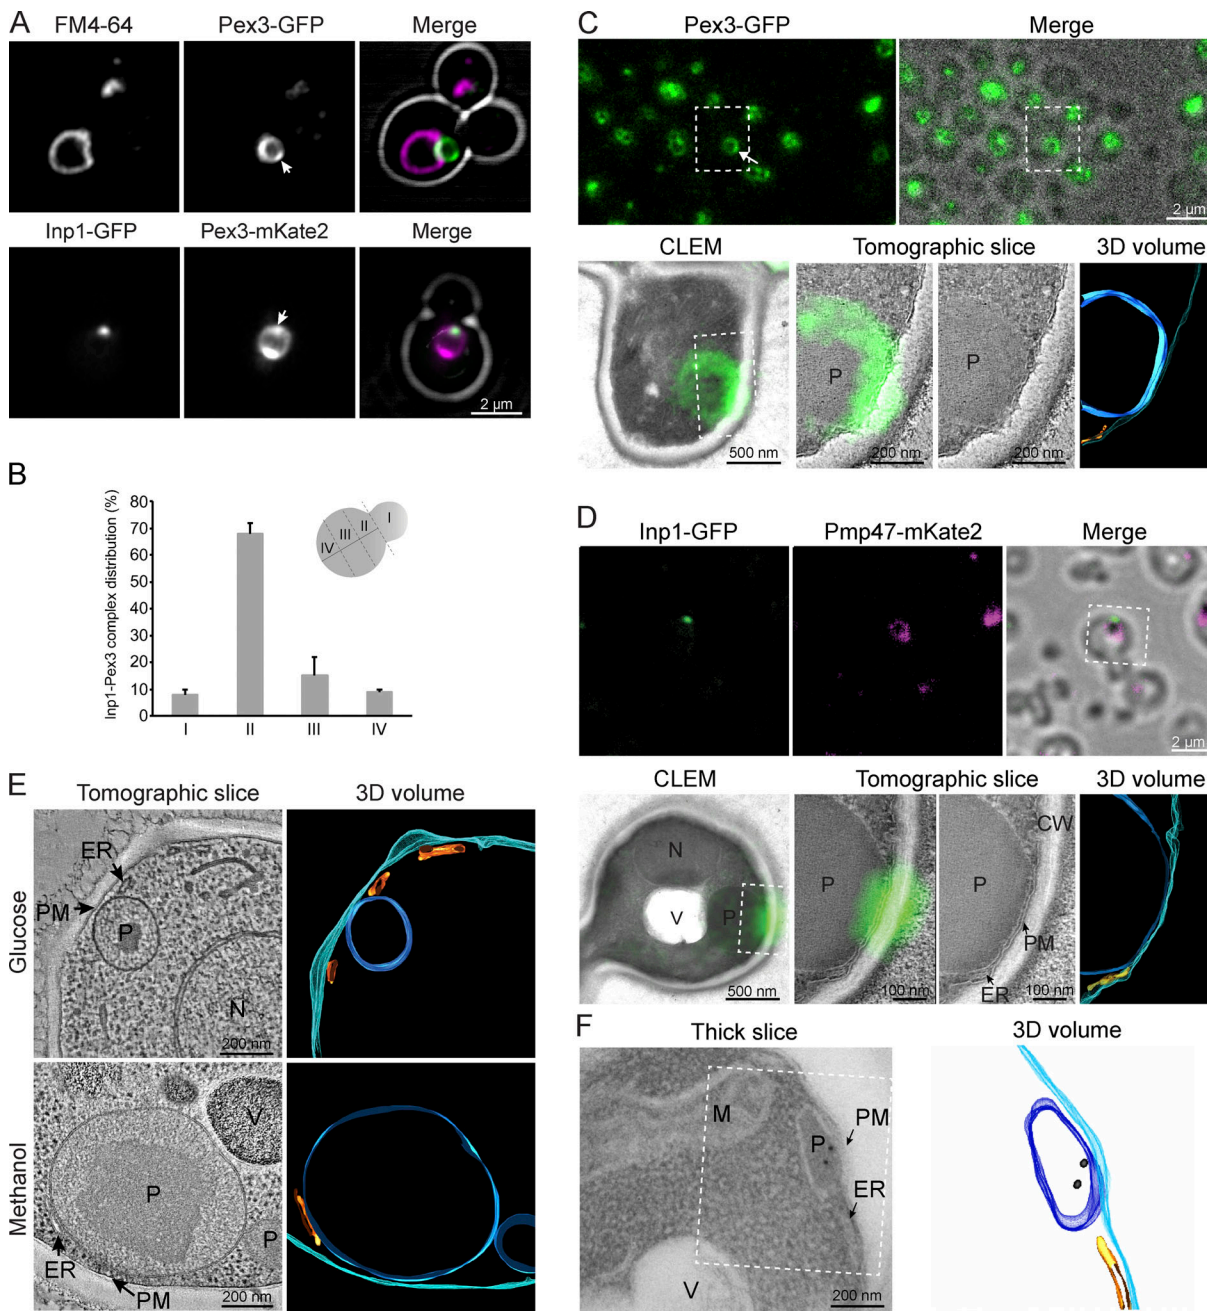 A
FM4-64 Pex3-GFP Merge
Inp1-GFP Pex3-mKate2 Merge
2 µm
B
Inp1-Pex3 complex distribution (%)
80
70
60
50
40
30
20
10
0
I II III IV
I
II
III
IV
C
Pex3-GFP Merge
2 µm
CLEM Tomographic slice 3D volume
P P
500 nm 200 nm 200 nm
D
Inp1-GFP Pmp47-mKate2 Merge
2 µm
CLEM Tomographic slice 3D volume
N CW
V P P P
PM
ER
500 nm 100 nm 100 nm
E
Tomographic slice 3D volume
Glucose
ER
PM
P
N
200 nm
Methanol
V
P
P
ER
PM
200 nm
F
Thick slice 3D volume
M
PM
P
ER
V
200 nm